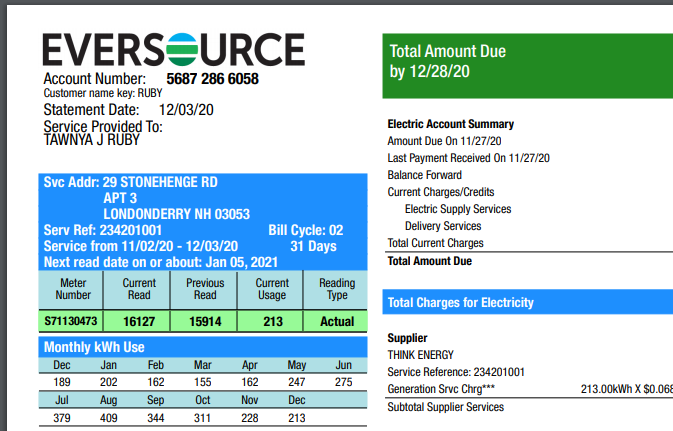 EVERSOURCE
Account Number: 5687 286 6058
Customer name key: RUBY
Statement Date: 12/03/20
Service Provided To:
TAWNYA J RUBY
Svc Addr: 29 STONEHENGE RD
APT 3
LONDONDERRY NH 03053
Serv Ref: 234201001 Bill Cycle: 02
Service from 11/02/20 - 12/03/20 31 Days
Next read date on or about: Jan 05, 2021
Meter Number Current Read Previous Read Current Usage Reading Type
S71130473 16127 15914 213 Actual
Monthly kWh Use
Dec Jan Feb Mar Apr May Jun
189 202 162 155 162 247 275
Jul Aug Sep Oct Nov Dec
379 409 344 311 228 213
Total Amount Due
by 12/28/20
Electric Account Summary
Amount Due On 11/27/20
Last Payment Received On 11/27/20
Balance Forward
Current Charges/Credits
Electric Supply Services
Delivery Services
Total Current Charges
Total Amount Due
Total Charges for Electricity
Supplier
THINK ENERGY
Service Reference: 234201001
Generation Srvc Chrg*** 213.00kWh X $0.068
Subtotal Supplier Services